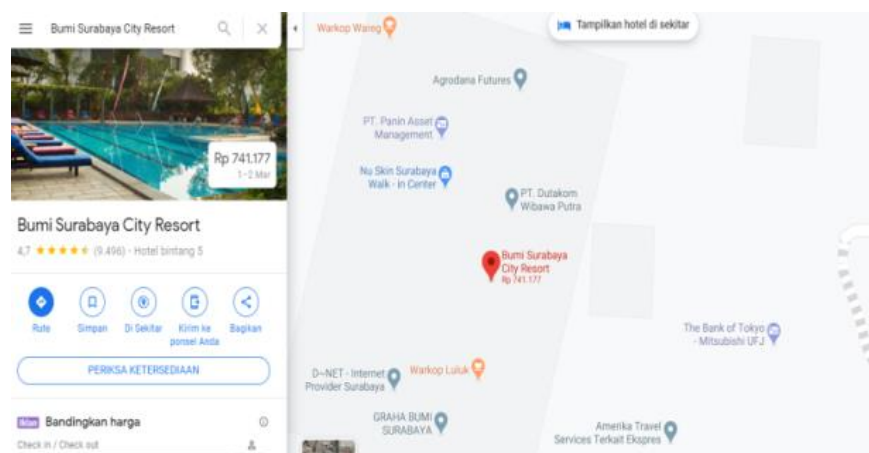 Bumi Surabaya City Resort
Rp 741.177
1-2 Mar
Bumi Surabaya City Resort
4,7 (9.496) - Hotel bintang 5
Rute
Simpan
Di Sekitar
Kirim ke
ponsel Anda
Bagikan
PERIKSA KETERSEDIAAN
Iklan Bandingkan harga
Check in / Check out
Warkop Wareg
Tampilkan hotel di sekitar
Agrodana Futures
PT. Panin Asset
Management
Nu Skin Surabaya
Walk - in Center
PT. Dutakom
Wibawa Putra
Bumi Surabaya
City Resort
Rp 741.177
The Bank of Tokyo
- Mitsubishi UFJ
D~NET - Internet
Provider Surabaya
Warkop Luluk
GRAHA BUMI
SURABAYA
Amerika Travel
Services Terkait Ekspres